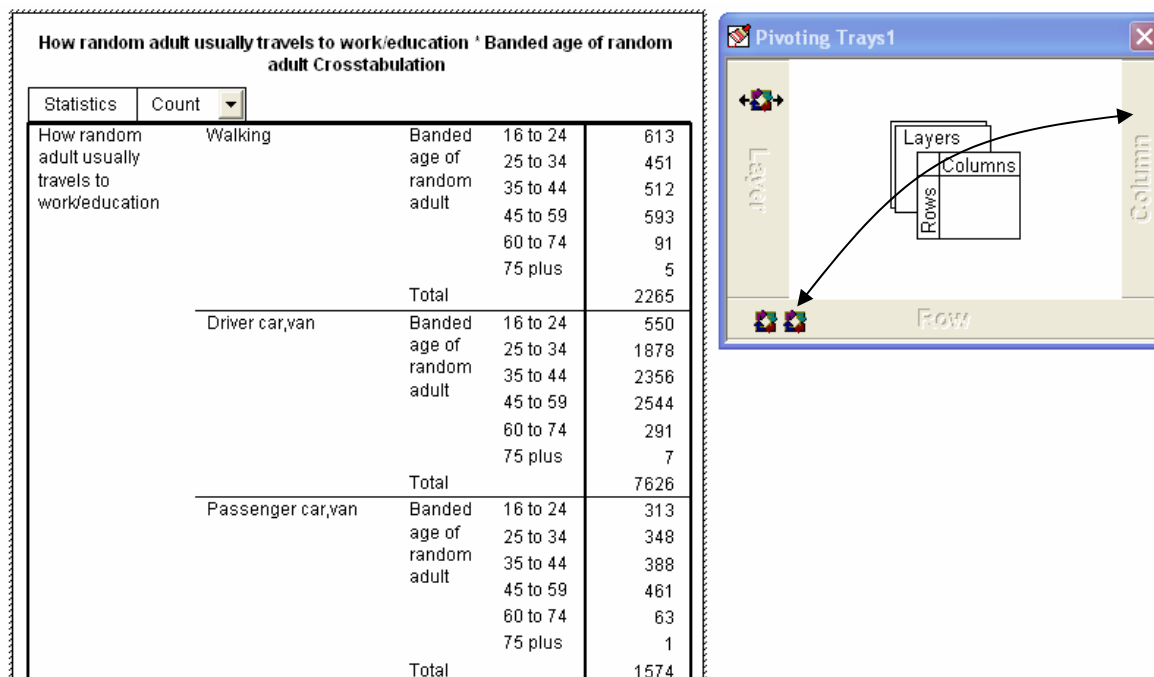 How random adult usually travels to work/education * Banded age of random
adult Crosstabulation
Statistics Count
How random Walking Banded 16 to 24 613
adult usually age of 25 to 34 451
travels to random 35 to 44 512
work/education adult 45 to 59 593
60 to 74 91
75 plus 5
Total 2265
Driver car,van Banded 16 to 24 550
age of 25 to 34 1878
random 35 to 44 2356
adult 45 to 59 2544
60 to 74 291
75 plus 7
Total 7626
Passenger car,van Banded 16 to 24 313
age of 25 to 34 348
random 35 to 44 388
adult 45 to 59 461
60 to 74 63
75 plus 1
Total 1574
Pivoting Trays1
Layer
Layers
Columns
Rows
Column
Row